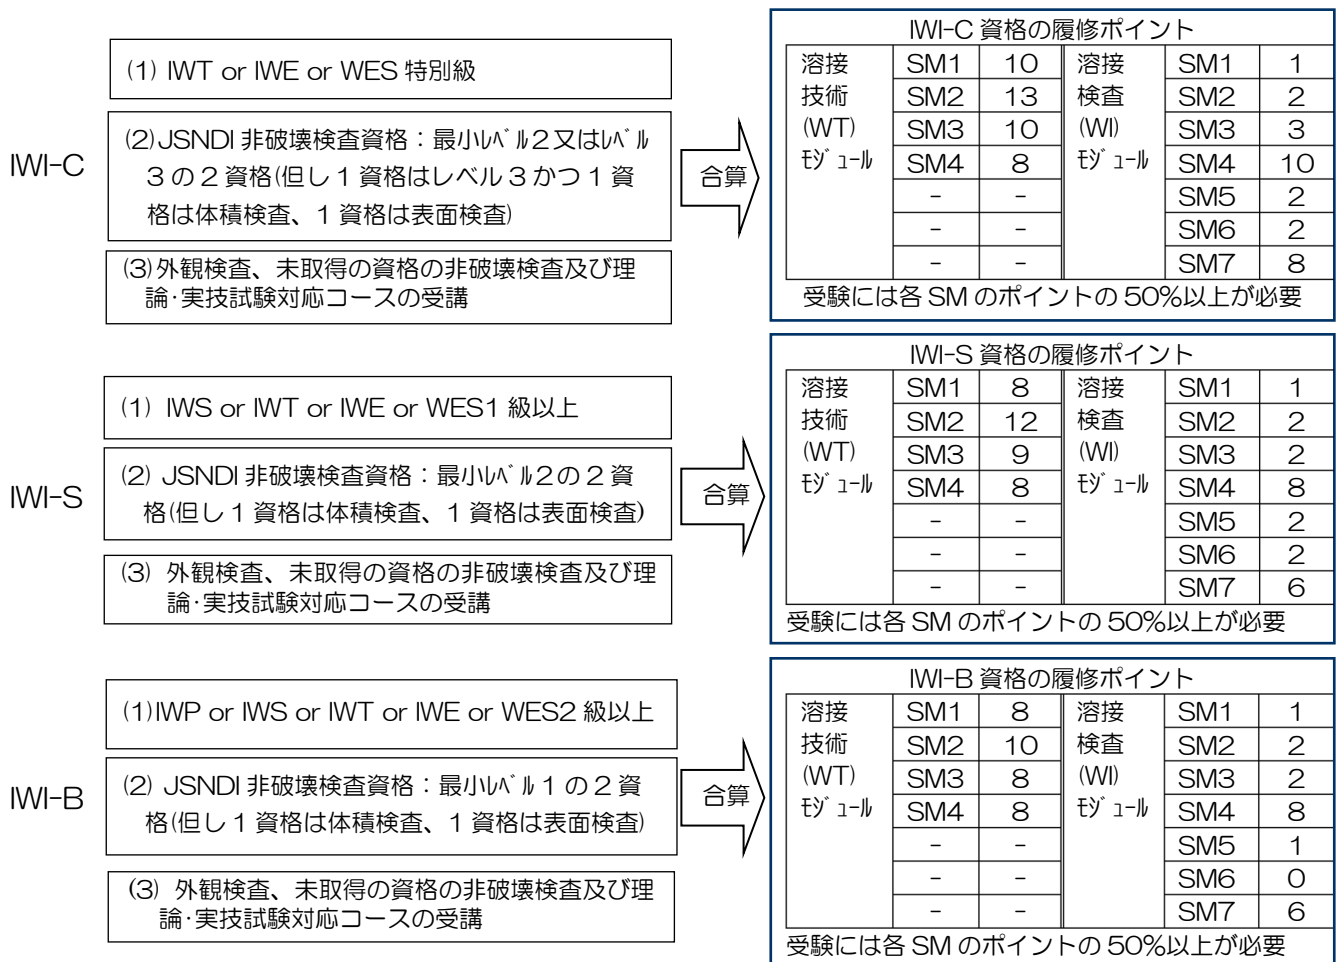 IWI-C
(1) IWT or IWE or WES 特別級
(2)JSNDI 非破壊検査資格：最小ﾚﾍﾞﾙ2又はﾚﾍﾞﾙ
3の2資格(但し1資格はレベル3かつ1資
格は体積検査、1資格は表面検査)
(3)外観検査、未取得の資格の非破壊検査及び理
論･実技試験対応コースの受講
合算
IWI-C 資格の履修ポイント
溶接 SM1 10 溶接 SM1 1
技術 SM2 13 検査 SM2 2
(WT) SM3 10 (WI) SM3 3
ﾓｼﾞｭｰﾙ SM4 8 ﾓｼﾞｭｰﾙ SM4 10
- - SM5 2
- - SM6 2
- - SM7 8
受験には各 SM のポイントの 50%以上が必要
IWI-S
(1) IWS or IWT or IWE or WES1 級以上
(2) JSNDI 非破壊検査資格：最小ﾚﾍﾞﾙ2の2資
格(但し1資格は体積検査、1資格は表面検査)
(3) 外観検査、未取得の資格の非破壊検査及び理
論･実技試験対応コースの受講
合算
IWI-S 資格の履修ポイント
溶接 SM1 8 溶接 SM1 1
技術 SM2 12 検査 SM2 2
(WT) SM3 9 (WI) SM3 2
ﾓｼﾞｭｰﾙ SM4 8 ﾓｼﾞｭｰﾙ SM4 8
- - SM5 2
- - SM6 2
- - SM7 6
受験には各 SM のポイントの 50%以上が必要
IWI-B
(1)IWP or IWS or IWT or IWE or WES2 級以上
(2) JSNDI 非破壊検査資格：最小ﾚﾍﾞﾙ1の2資
格(但し1資格は体積検査、1資格は表面検査)
(3) 外観検査、未取得の資格の非破壊検査及び理
論･実技試験対応コースの受講
合算
IWI-B 資格の履修ポイント
溶接 SM1 8 溶接 SM1 1
技術 SM2 10 検査 SM2 2
(WT) SM3 8 (WI) SM3 2
ﾓｼﾞｭｰﾙ SM4 8 ﾓｼﾞｭｰﾙ SM4 8
- - SM5 1
- - SM6 0
- - SM7 6
受験には各 SM のポイントの 50%以上が必要